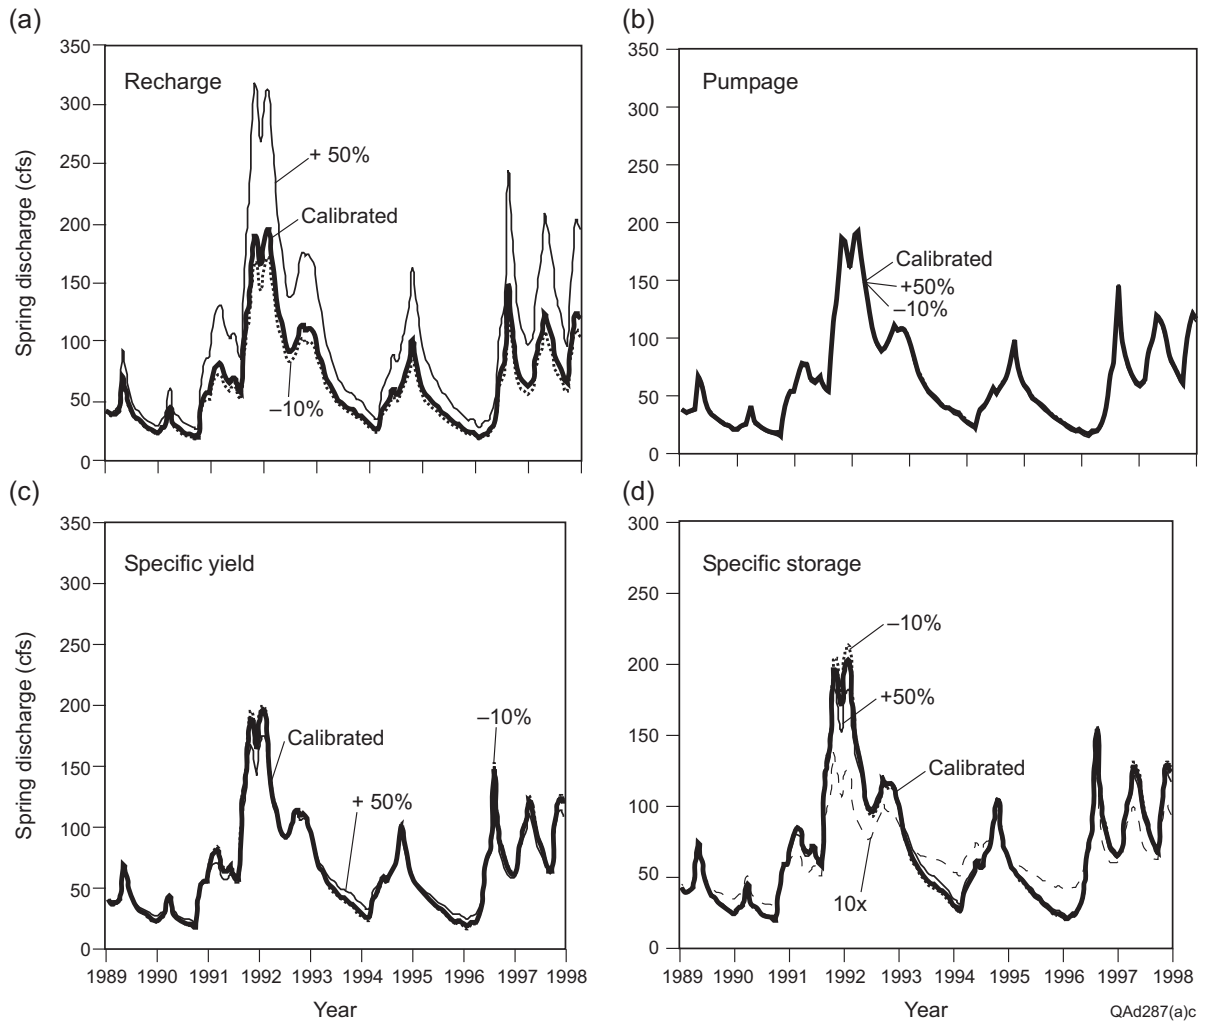 (a)
350
300
250
200
150
100
50
0
Spring discharge (cfs)
Recharge
+ 50%
Calibrated
–10%
(b)
350
300
250
200
150
100
50
0
Pumpage
Calibrated
+50%
–10%
(c)
350
300
250
200
150
100
50
0
Spring discharge (cfs)
Specific yield
–10%
Calibrated
+ 50%
1989 1990 1991 1992 1993 1994 1995 1996 1997 1998
Year
(d)
300
250
200
150
100
50
0
Specific storage
–10%
+50%
Calibrated
10x
1989 1990 1991 1992 1993 1994 1995 1996 1997 1998
Year
QAd287(a)c